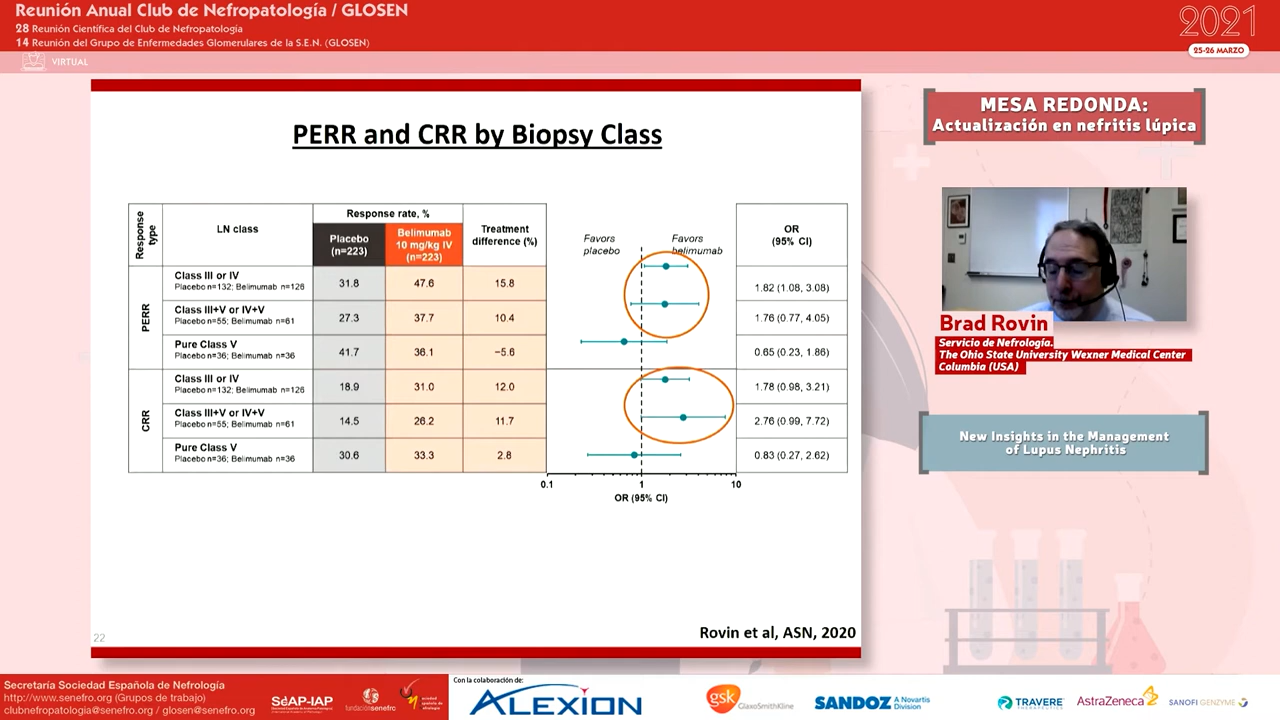 Reunión Anual Club de Nefropatología / GLOSEN
28 Reunión Científica del Club de Nefropatología
14 Reunión del Grupo de Enfermedades Glomerulares de la S.E.N. (GLOSEN)
2021
25-26 MARZO
VIRTUAL
PERR and CRR by Biopsy Class
Response type
LN class
Response rate, %
Placebo (n=223)
Belimumab 10 mg/kg IV (n=223)
Treatment difference (%)
Favors placebo
Favors belimumab
OR (95% CI)
PERR
Class III or IV
Placebo n=132; Belimumab n=126
31.8 47.6 15.8 1.82 (1.08, 3.08)
Class III+V or IV+V
Placebo n=55; Belimumab n=61
27.3 37.7 10.4 1.76 (0.77, 4.05)
Pure Class V
Placebo n=36; Belimumab n=36
41.7 36.1 −5.6 0.65 (0.23, 1.86)
CRR
Class III or IV
Placebo n=132; Belimumab n=126
18.9 31.0 12.0 1.78 (0.98, 3.21)
Class III+V or IV+V
Placebo n=55; Belimumab n=61
14.5 26.2 11.7 2.76 (0.99, 7.72)
Pure Class V
Placebo n=36; Belimumab n=36
30.6 33.3 2.8 0.83 (0.27, 2.62)
0.1 1 10
OR (95% CI)
22
Rovin et al, ASN, 2020
MESA REDONDA:
Actualización en nefritis lúpica
Brad Rovin
Servicio de Nefrología.
The Ohio State University Wexner Medical Center
Columbia (USA)
New Insights in the Management
of Lupus Nephritis
Secretaría Sociedad Española de Nefrología
http://www.senefro.org (Grupos de trabajo)
clubnefropatologia@senefro.org / glosen@senefro.org
SEAP-IAP
fundaciónsenefro
Con la colaboración de:
ALEXION
gsk GlaxoSmithKline
SANDOZ A Novartis Division
TRAVERE
AstraZeneca
SANOFI GENZYME